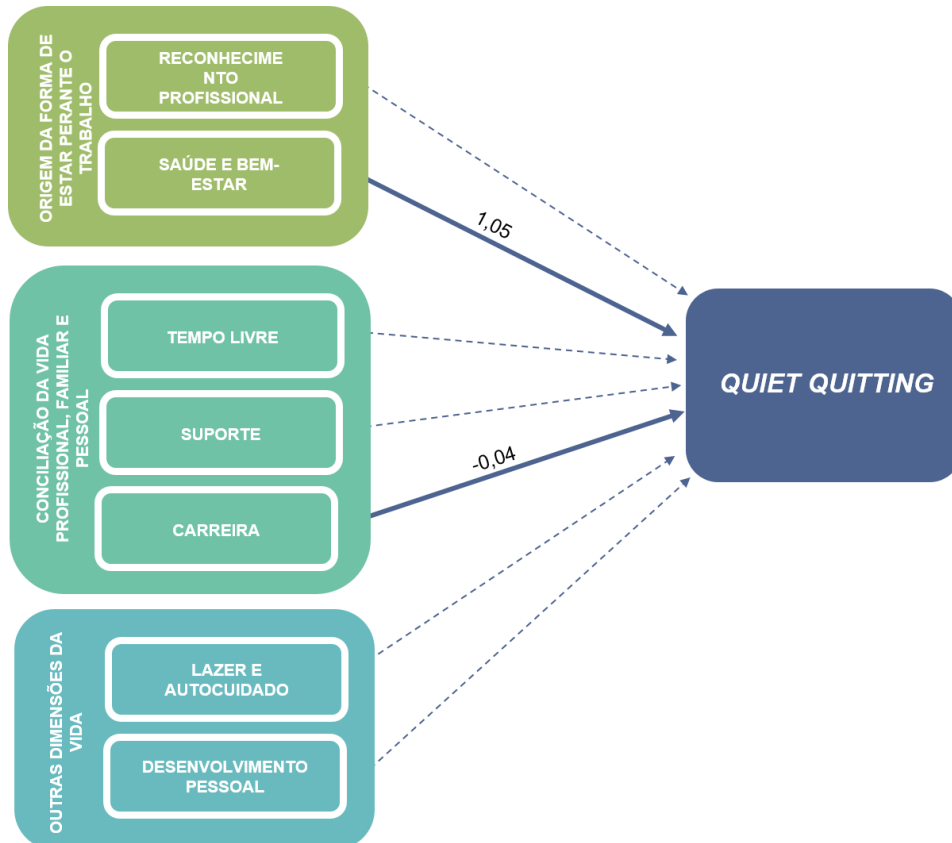 ORIGEM DA FORMA DE
ESTAR PERANTE O
TRABALHO
RECONHECIME
NTO
PROFISSIONAL
SAÚDE E BEM-
ESTAR
1,05
CONCILIAÇÃO DA VIDA
PROFISSIONAL, FAMILIAR E
PESSOAL
TEMPO LIVRE
SUPORTE
CARREIRA
-0,04
QUIET QUITTING
OUTRAS DIMENSÕES DA
VIDA
LAZER E
AUTOCUIDADO
DESENVOLVIMENTO
PESSOAL